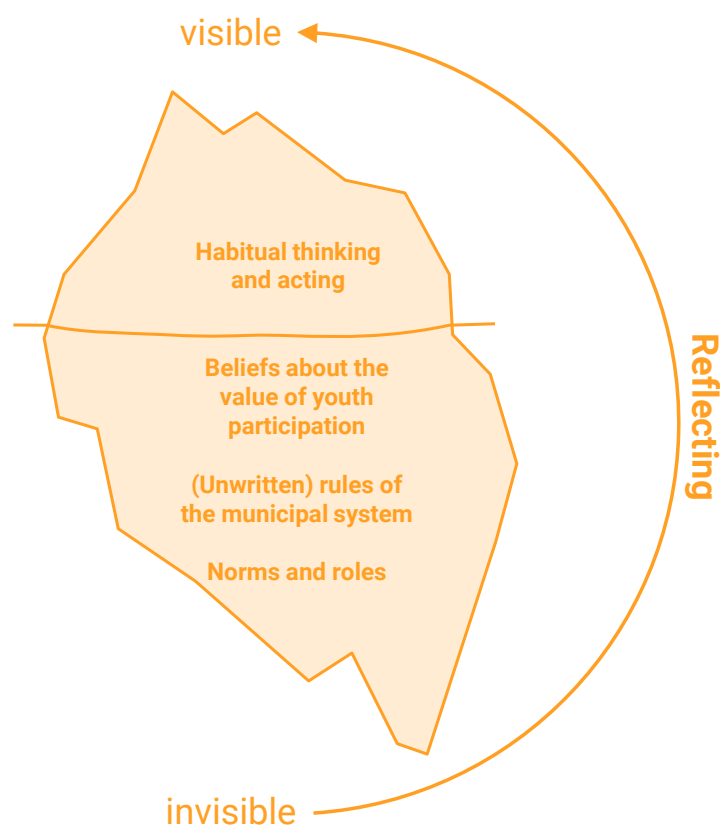 visible
Habitual thinking
and acting
Beliefs about the
value of youth
participation
(Unwritten) rules of
the municipal system
Norms and roles
Reflecting
invisible